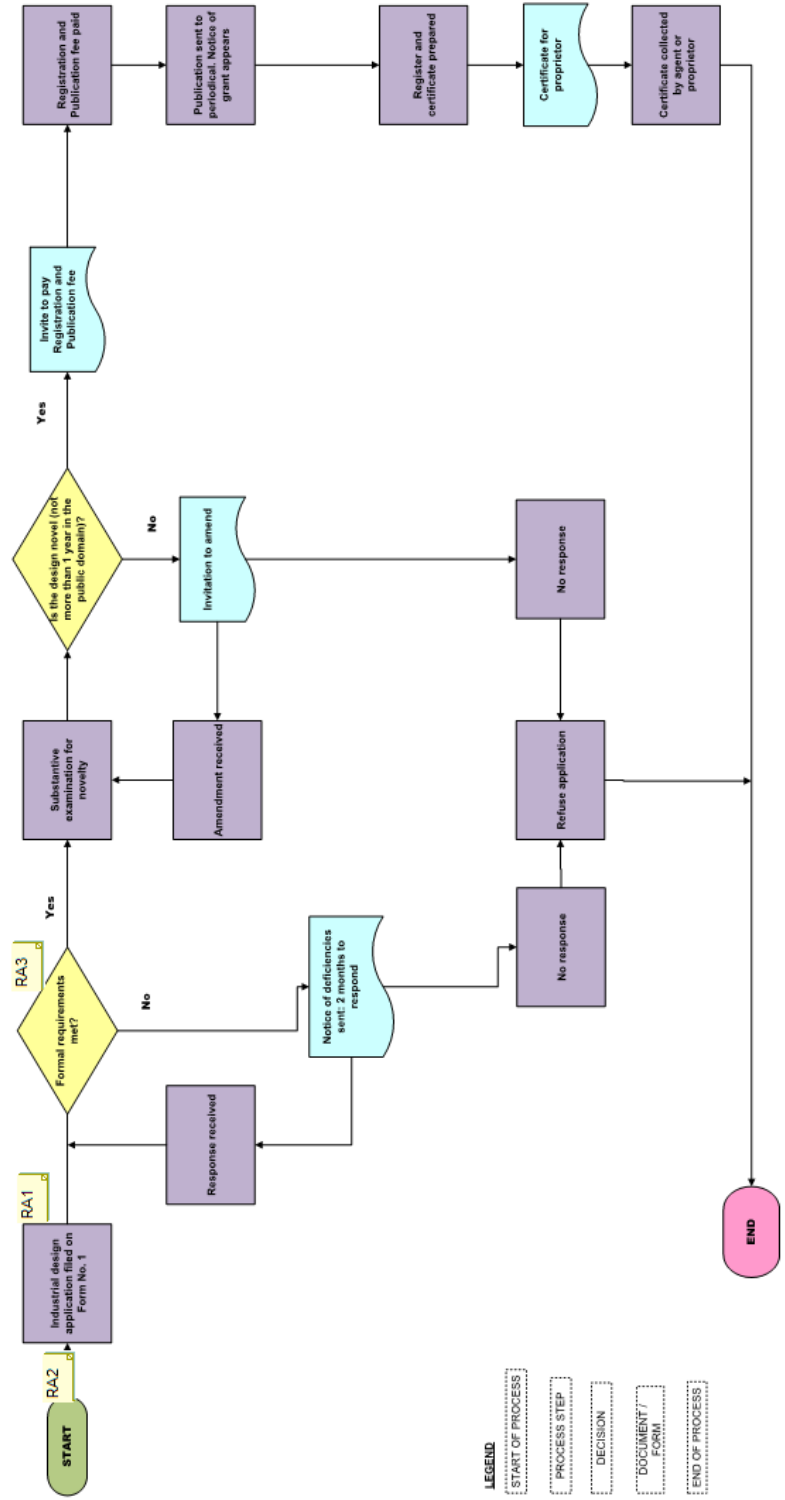 START
RA2
Industrial design
application filed on
Form No. 1
RA1
Formal requirements
met?
RA3
Yes
No
Response received
Notice of deficiencies
sent: 2 months to
respond
No response
Substantive
examination for
novelty
Amendment received
Refuse application
Is the design novel (not
more than 1 year in the
public domain)?
Yes
No
Invitation to amend
No response
Invite to pay
Registration and
Publication fee
Registration and
Publication fee paid
Publication sent to
periodical. Notice of
grant appears
Register and
certificate prepared
Certificate for
proprietor
Certificate collected
by agent or
proprietor
END
LEGEND
START OF PROCESS
PROCESS STEP
DECISION
DOCUMENT /
FORM
END OF PROCESS